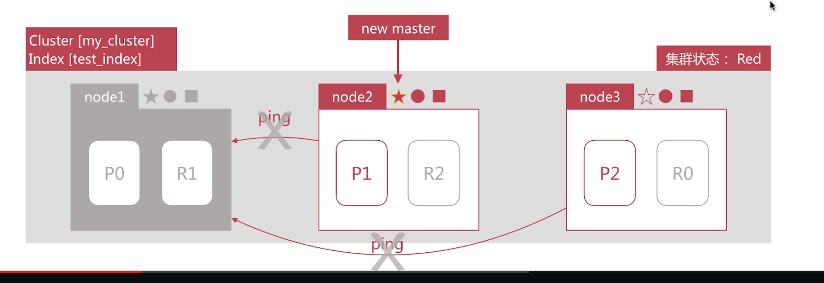 new master
Cluster [my_cluster]
Index [test_index]
集群状态： Red
node1
node2
node3
ping
P0
R1
P1
R2
P2
R0
ping